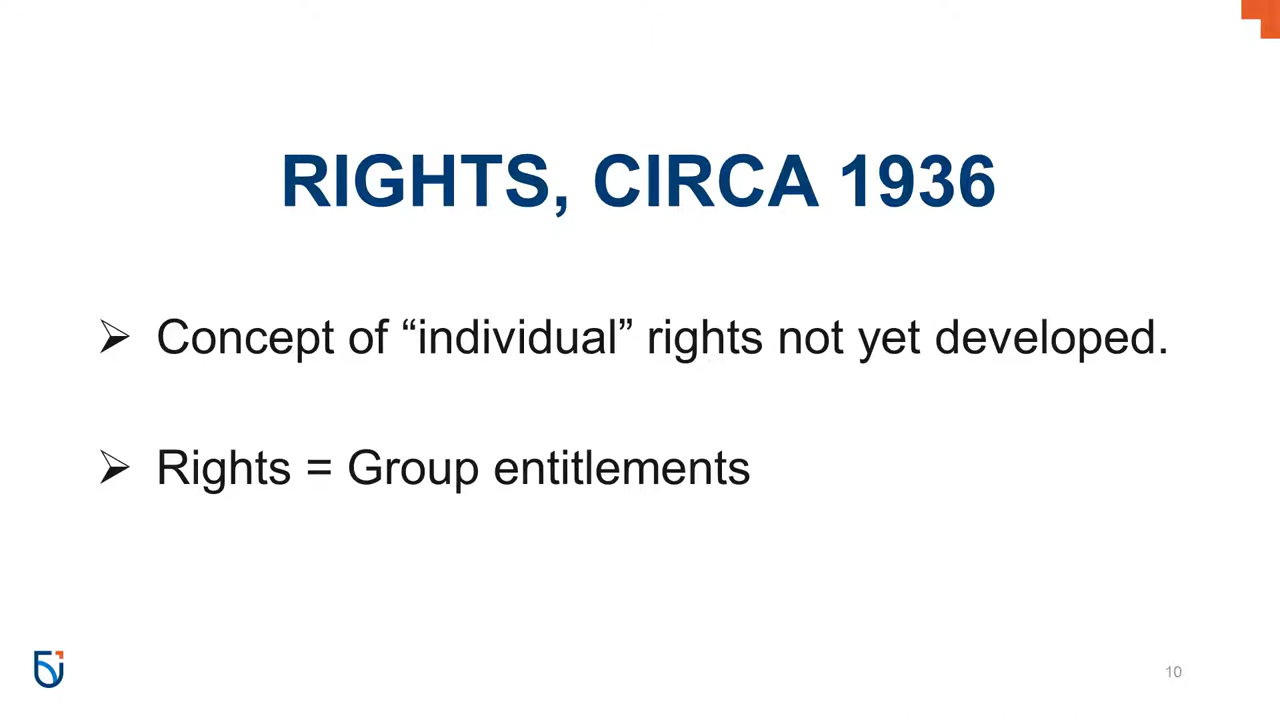 RIGHTS, CIRCA 1936
➢ Concept of “individual” rights not yet developed.
➢ Rights = Group entitlements
10